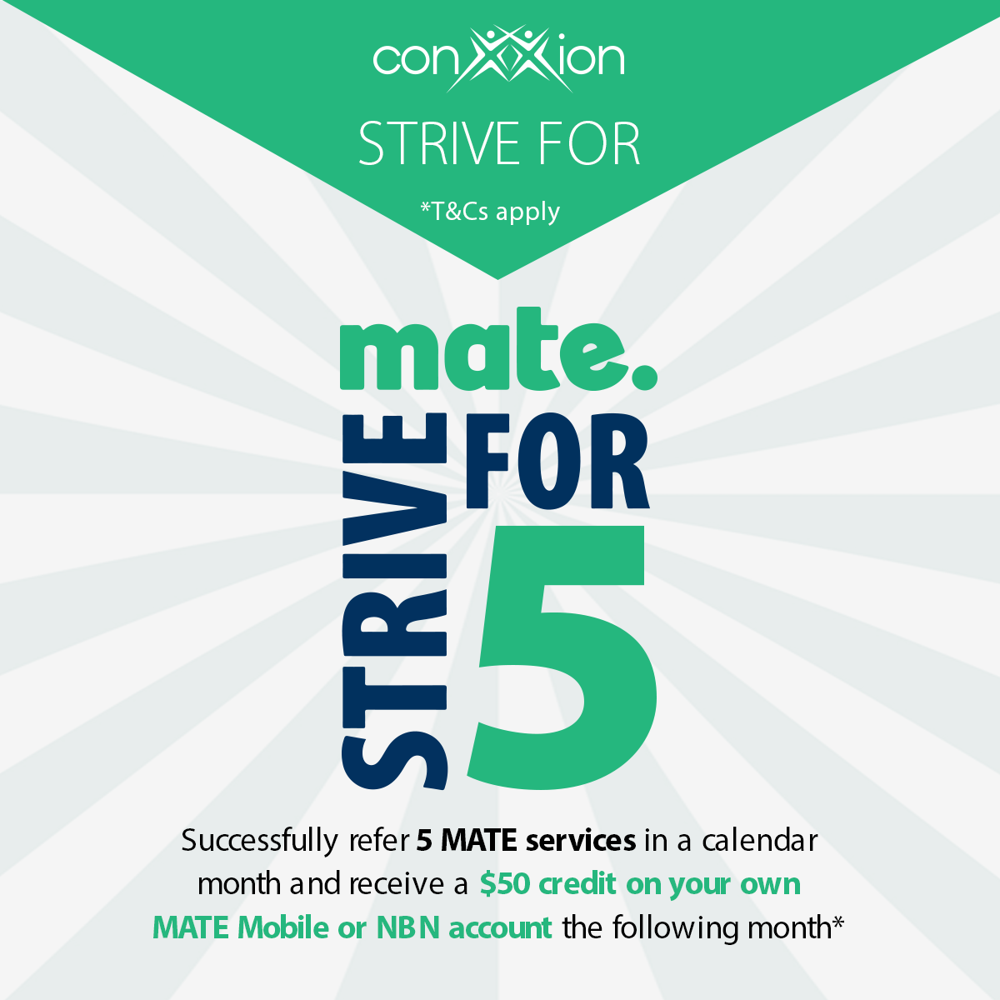 conXXion
STRIVE FOR
*T&Cs apply
mate.
STRIVE
FOR
5
Successfully refer 5 MATE services in a calendar
month and receive a $50 credit on your own
MATE Mobile or NBN account the following month*